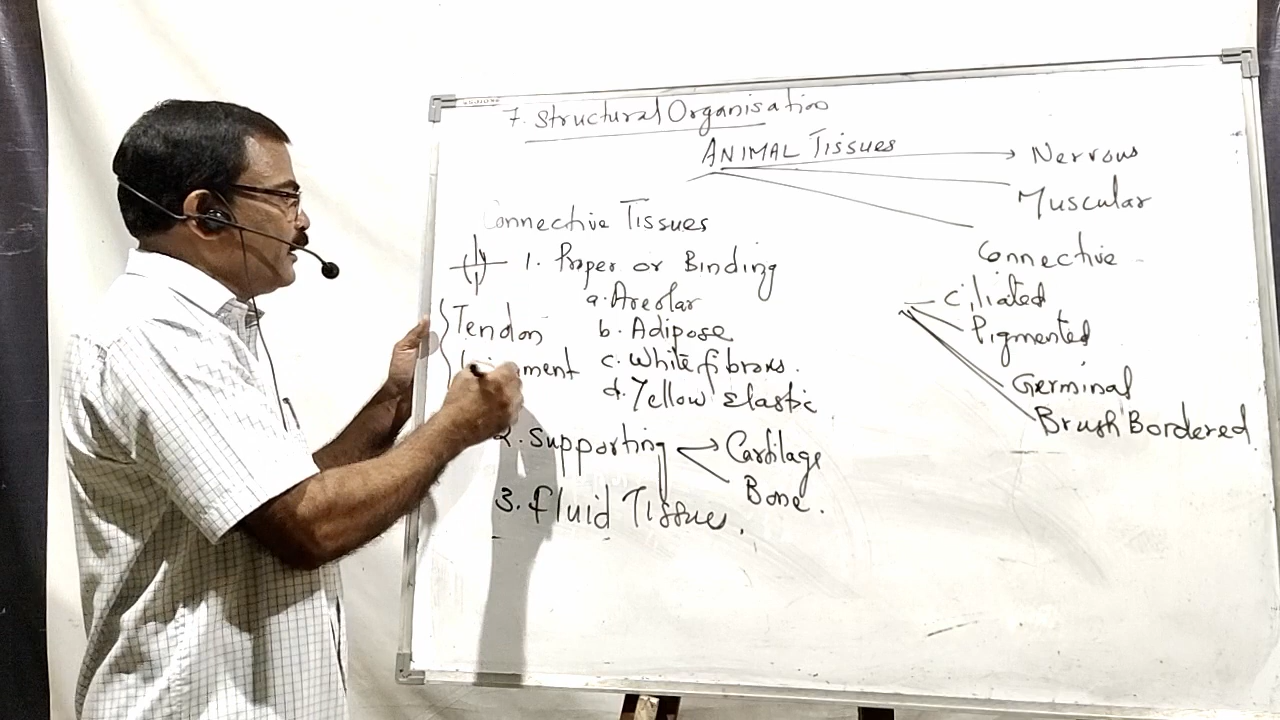 7. Structural Organisation
ANIMAL TISSUES
Nervous
Muscular
Connective
Connective Tissues
1. Proper or Binding
a. Areolar
b. Adipose
c. White fibrous.
d. Yellow Elastic
Tendon
2. Supporting
Cartilage
Bone.
3. Fluid Tissue.
Ciliated
Pigmented
Germinal
Brush Bordered